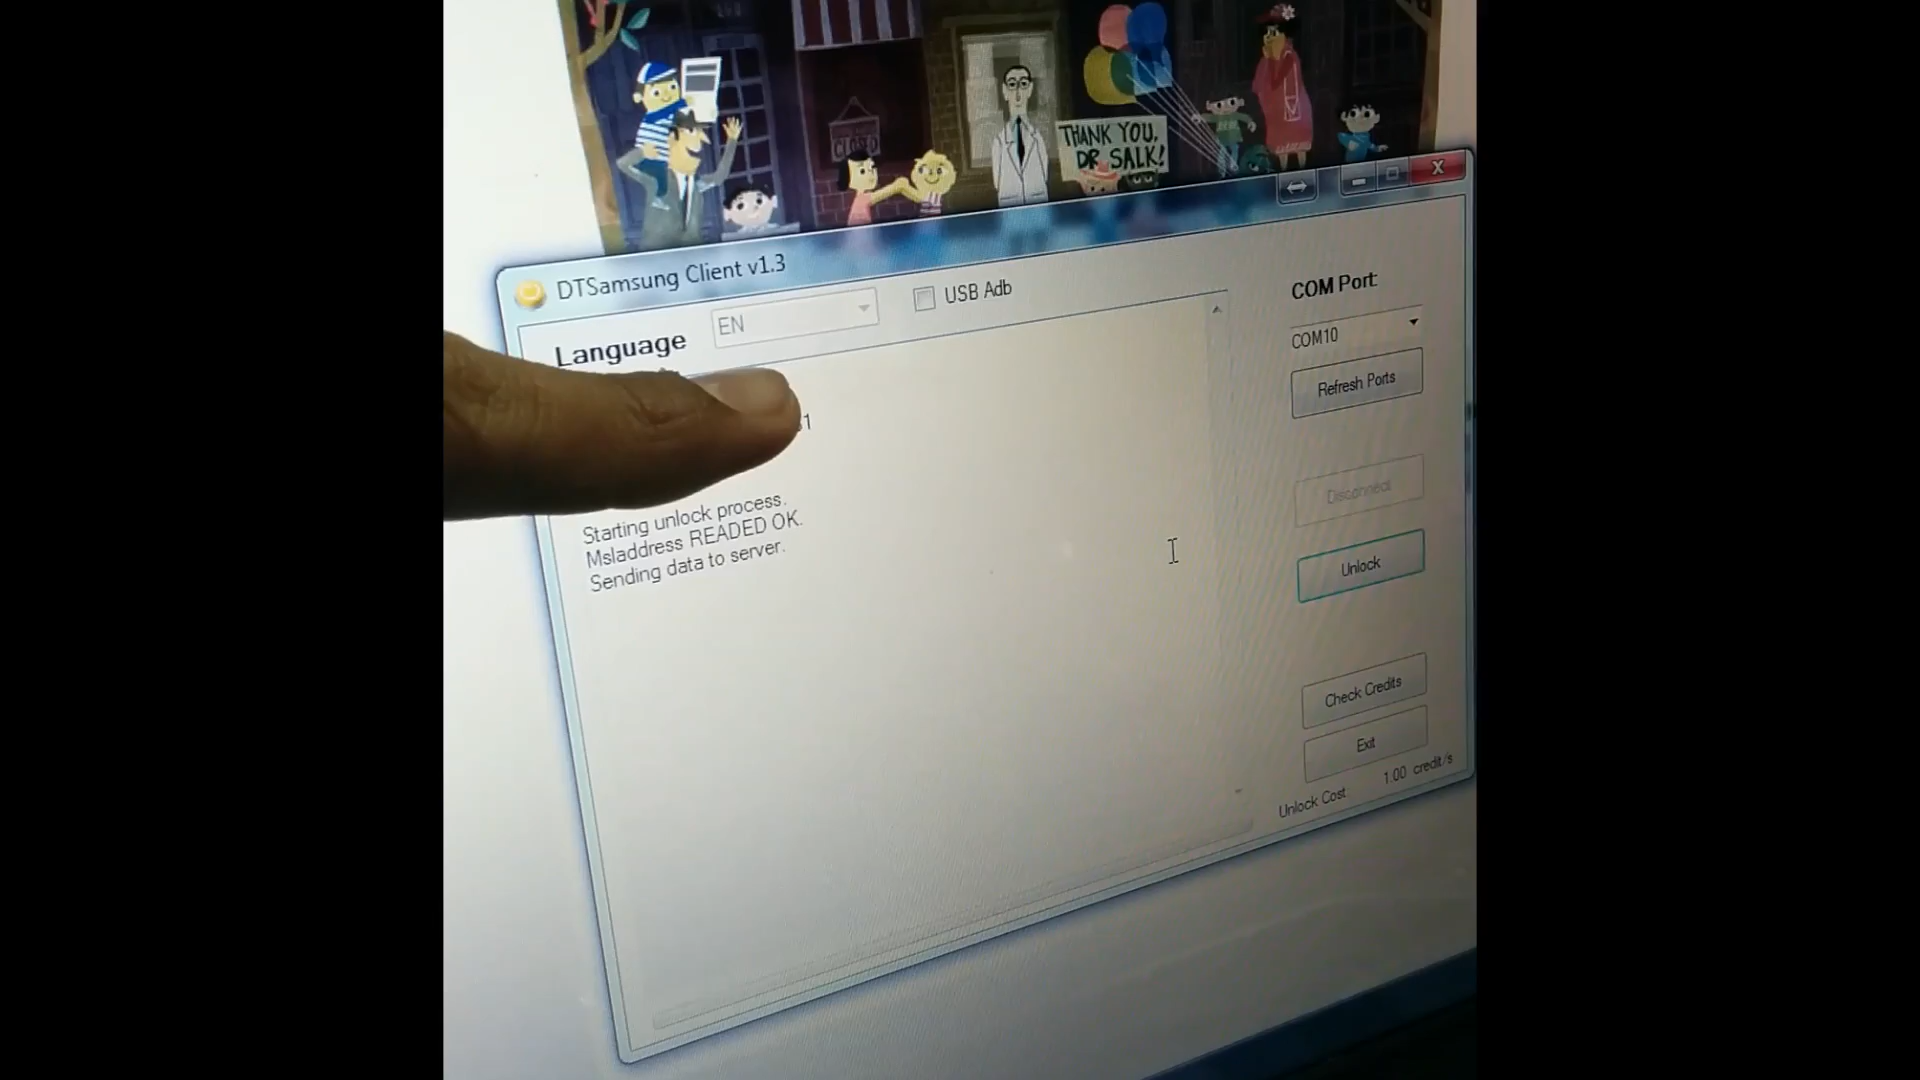 CLOSED
THANK YOU,
DR SALK!
DTSamsung Client v1.3
Language
EN
USB Adb
COM Port:
COM10
Refresh Ports
Disconnect
Unlock
Check Credits
Exit
Unlock Cost 1.00 credit/s
Starting unlock process.
Msladdress READED OK.
Sending data to server.